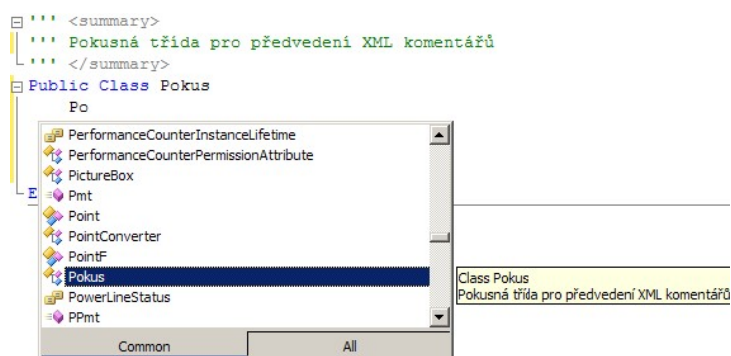 ''' <summary>
''' Pokusná třída pro předvedení XML komentářů
''' </summary>
Public Class Pokus
Po
PerformanceCounterInstanceLifetime
PerformanceCounterPermissionAttribute
PictureBox
Pmt
Point
PointConverter
PointF
Pokus
PowerLineStatus
PPmt
E
Class Pokus
Pokusná třída pro předvedení XML komentářů
Common All